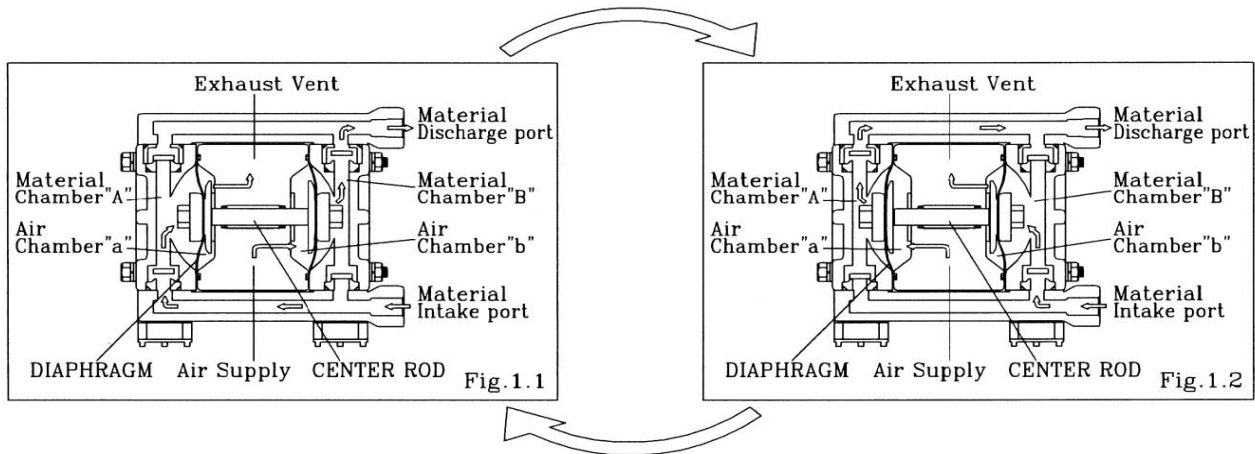 Exhaust Vent
Material
Discharge port
Material
Chamber"A"
Material
Chamber"B"
Air
Chamber"a"
Air
Chamber"b"
Material
Intake port
DIAPHRAGM Air Supply CENTER ROD
Fig.1.1
Exhaust Vent
Material
Discharge port
Material
Chamber"A"
Material
Chamber"B"
Air
Chamber"a"
Air
Chamber"b"
Material
Intake port
DIAPHRAGM Air Supply CENTER ROD
Fig.1.2